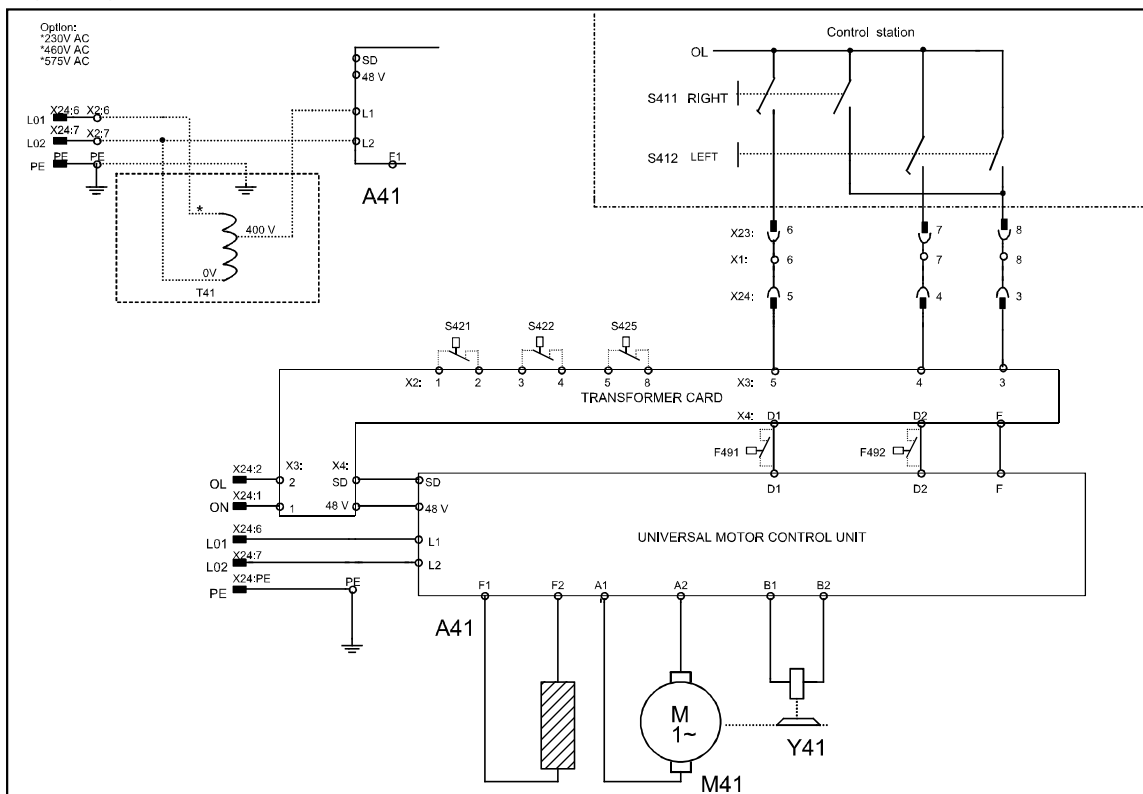 Option:
*230V AC
*460V AC
*575V AC
SD
48 V
L1
L2
F1
A41
L01 X24:6 X2:6
L02 X24:7 X2:7
PE PE PE
*
400 V
0V
T41
Control station
OL
S411 RIGHT
S412 LEFT
X23: 6 7 8
X1: 6 7 8
X24: 5 4 3
S421 S422 S425
X2: 1 2 3 4 5 8 X3: 5 4 3
TRANSFORMER CARD
X4: D1 D2 F
F491 F492
D1 D2 F
X3: X4:
OL X24:2 2 SD SD
ON X24:1 1 48 V 48 V
L01 X24:6 L1
L02 X24:7 L2
PE X24:PE PE
UNIVERSAL MOTOR CONTROL UNIT
F1 F2 A1 A2 B1 B2
A41
M
1~
M41
Y41